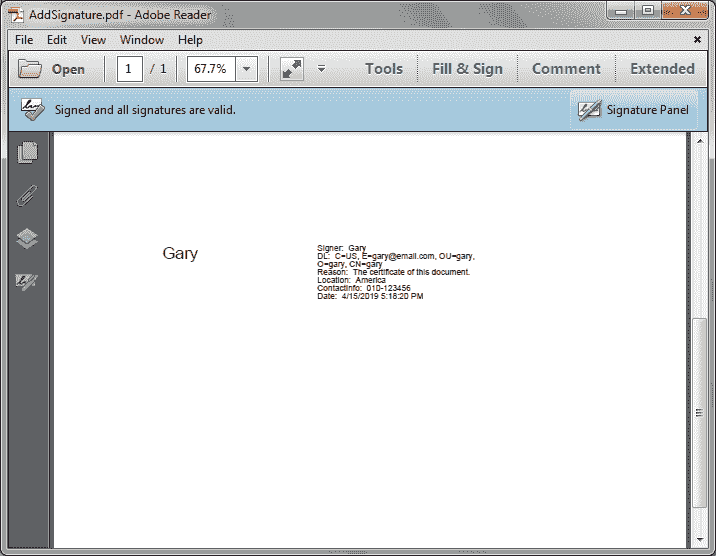 AddSignature.pdf - Adobe Reader
File Edit View Window Help
Open 1 / 1 67.7% Tools Fill & Sign Comment Extended
Signed and all signatures are valid. Signature Panel
Gary
Signer: Gary
DL: C=US, E=gary@email.com, OU=gary,
O=gary, CN=gary
Reason: The certificate of this document.
Location: America
ContactInfo: 010-123456
Date: 4/15/2019 5:18:20 PM